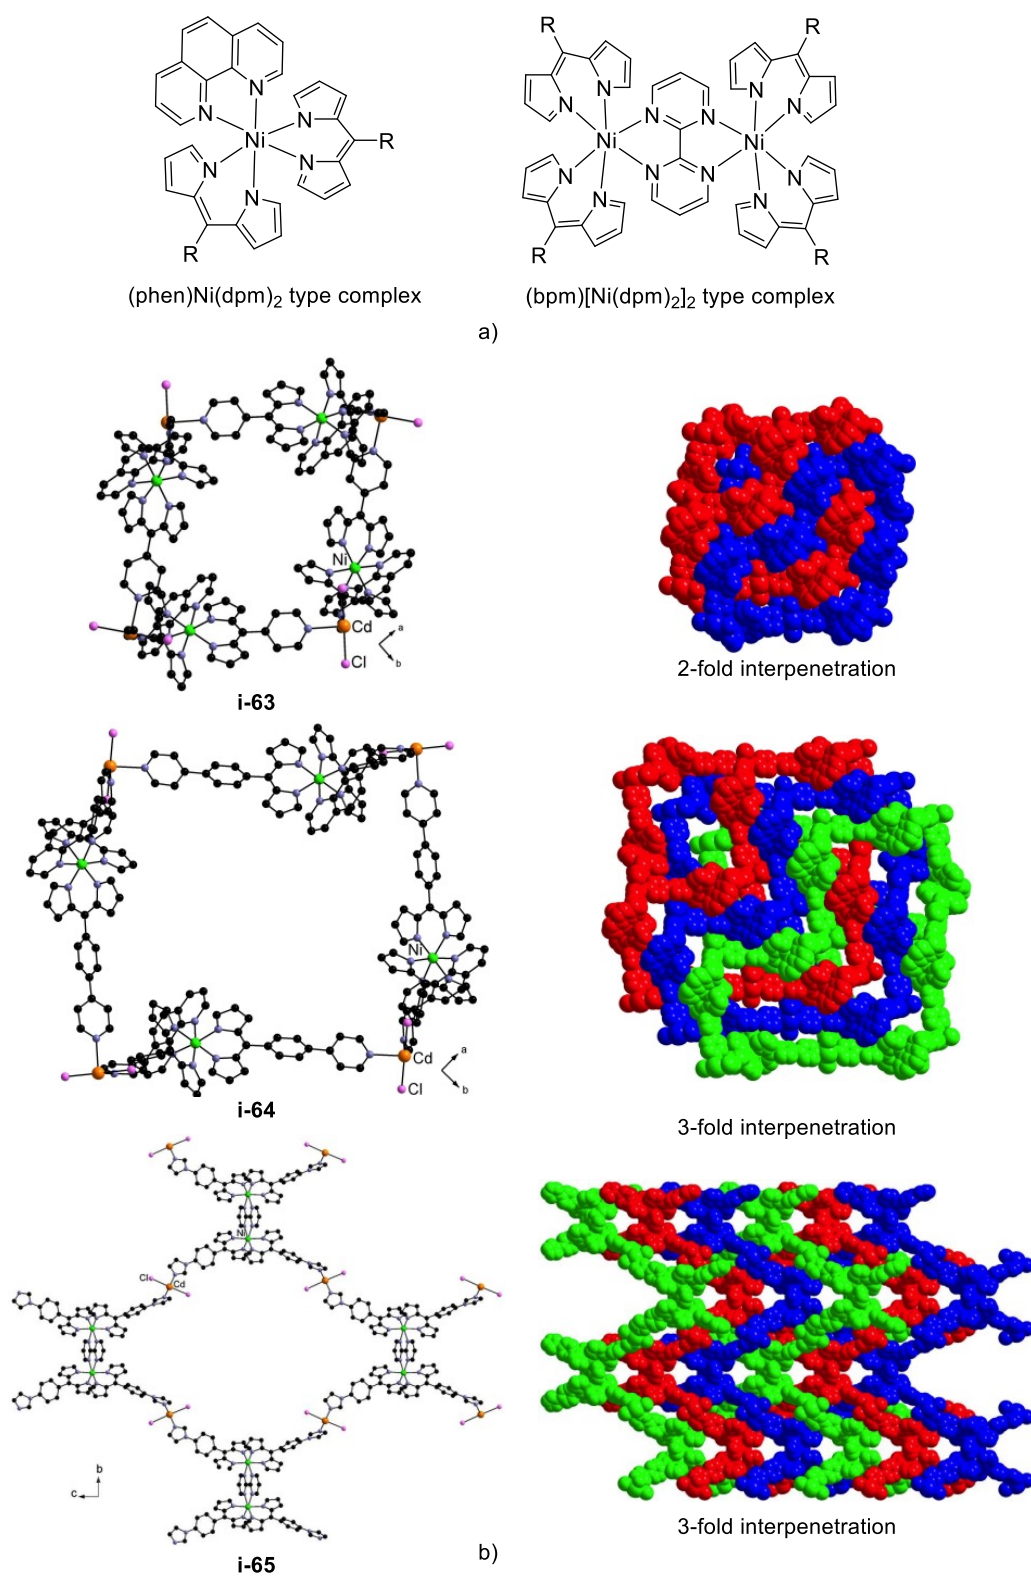 R
R
N
N
N
N
N
N
Ni
R
R
(phen)Ni(dpm)2 type complex
R
R
N
N
N
N
N
N
Ni
Ni
N
N
N
N
N
N
R
R
(bpm)[Ni(dpm)2]2 type complex
a)
Ni
Cd
Cl
a
b
i-63
2-fold interpenetration
Ni
Cd
Cl
a
b
i-64
3-fold interpenetration
Ni
Cl
Cd
b
c
i-65
3-fold interpenetration
b)